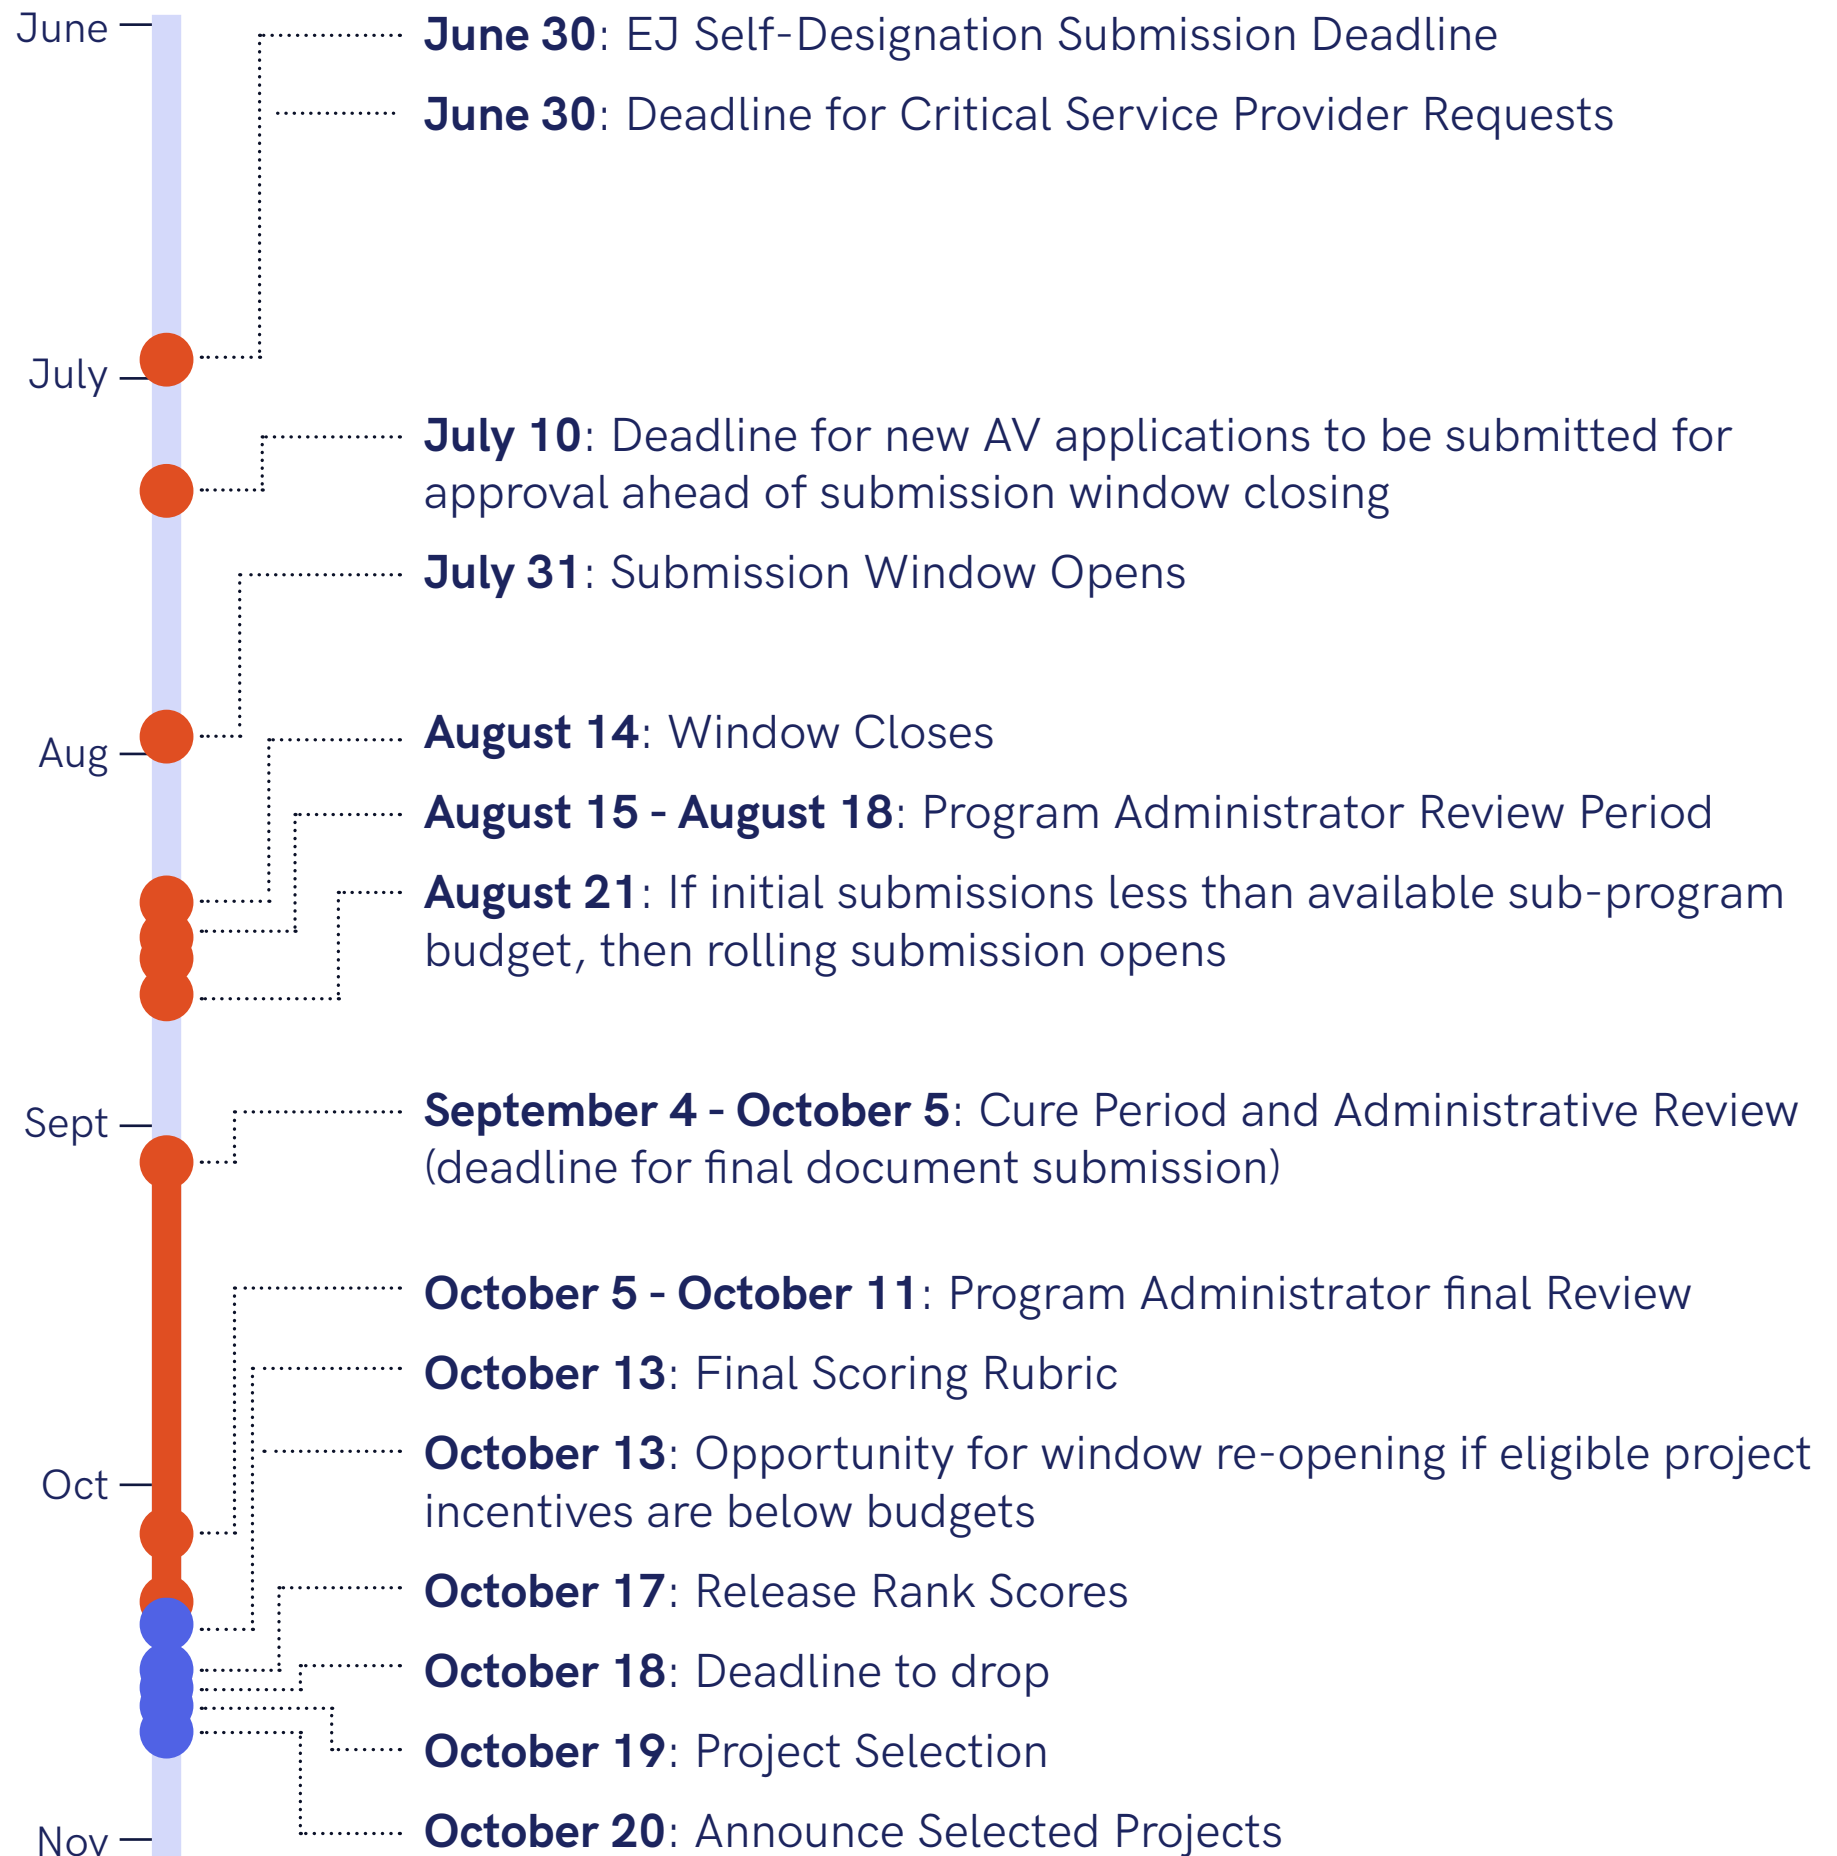 June
June 30: EJ Self-Designation Submission Deadline
June 30: Deadline for Critical Service Provider Requests
July
July 10: Deadline for new AV applications to be submitted for
approval ahead of submission window closing
July 31: Submission Window Opens
Aug
August 14: Window Closes
August 15 - August 18: Program Administrator Review Period
August 21: If initial submissions less than available sub-program
budget, then rolling submission opens
Sept
September 4 - October 5: Cure Period and Administrative Review
(deadline for final document submission)
October 5 - October 11: Program Administrator final Review
October 13: Final Scoring Rubric
October 13: Opportunity for window re-opening if eligible project
incentives are below budgets
Oct
October 17: Release Rank Scores
October 18: Deadline to drop
October 19: Project Selection
October 20: Announce Selected Projects
Nov